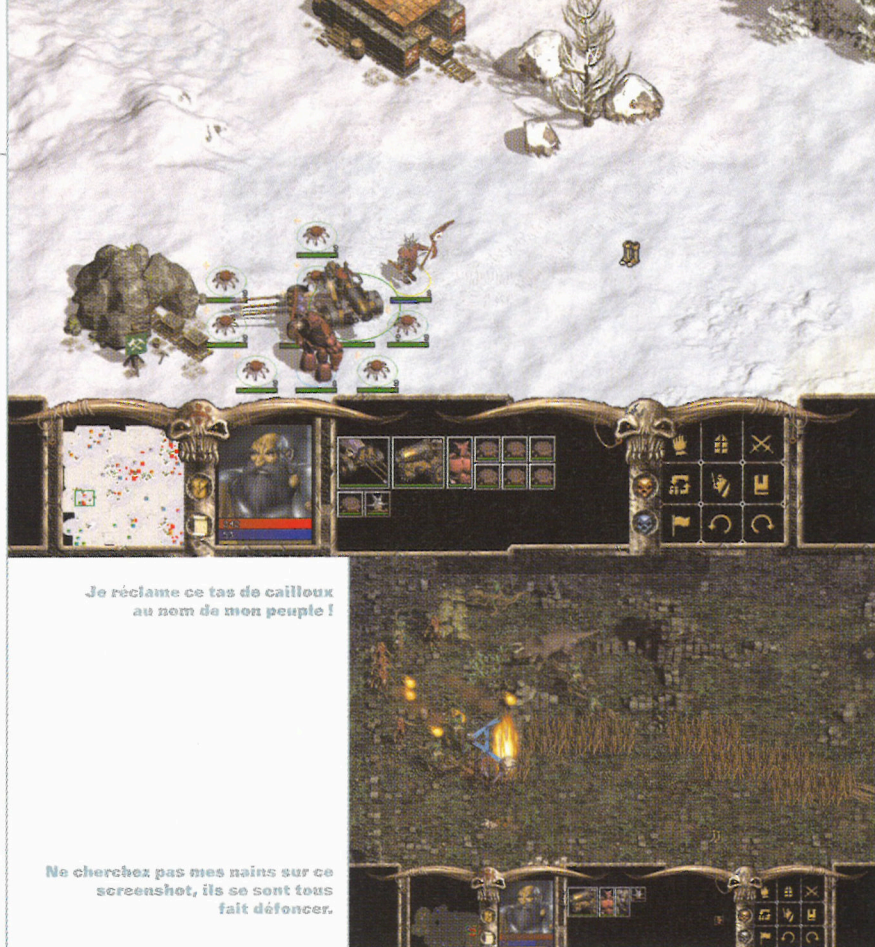 Je réclame ce tas de cailloux
au nom de mon peuple !
Ne cherchez pas mes nains sur ce
screenshot, ils se sont tous
fait défoncer.